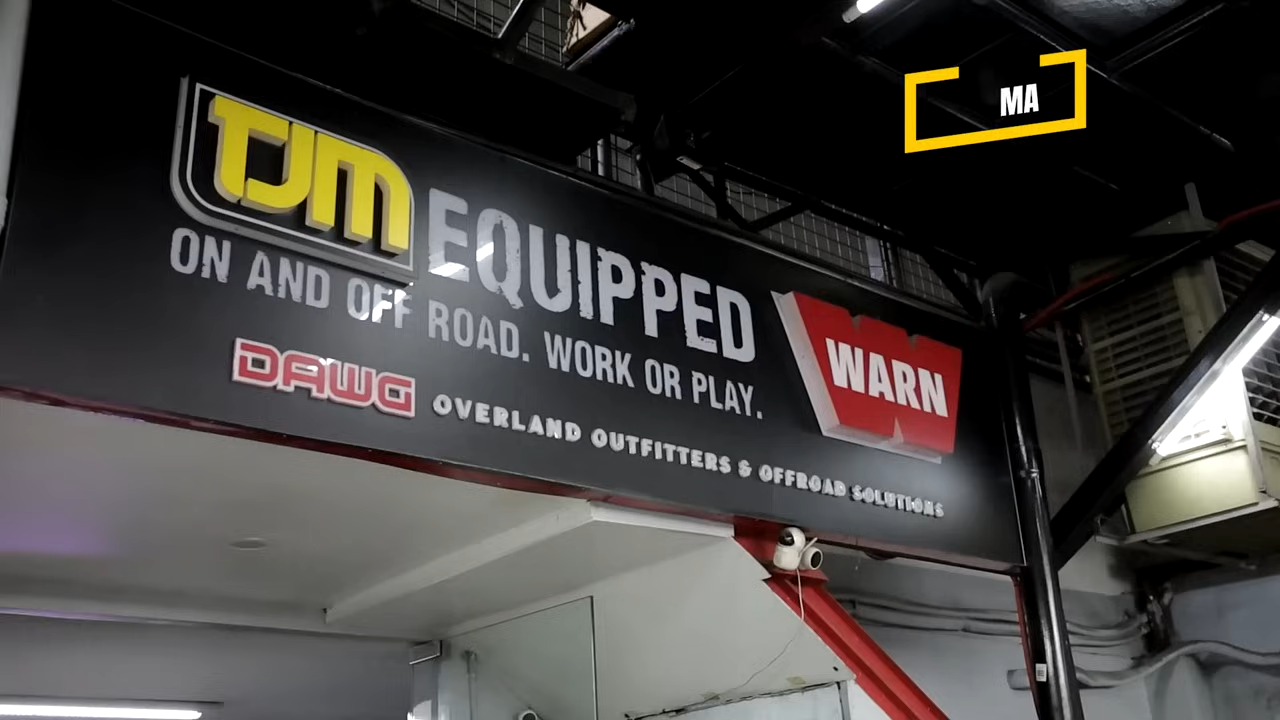 MA
TJM EQUIPPED
ON AND OFF ROAD. WORK OR PLAY.
WARN
DAWG OVERLAND OUTFITTERS & OFFROAD SOLUTIONS